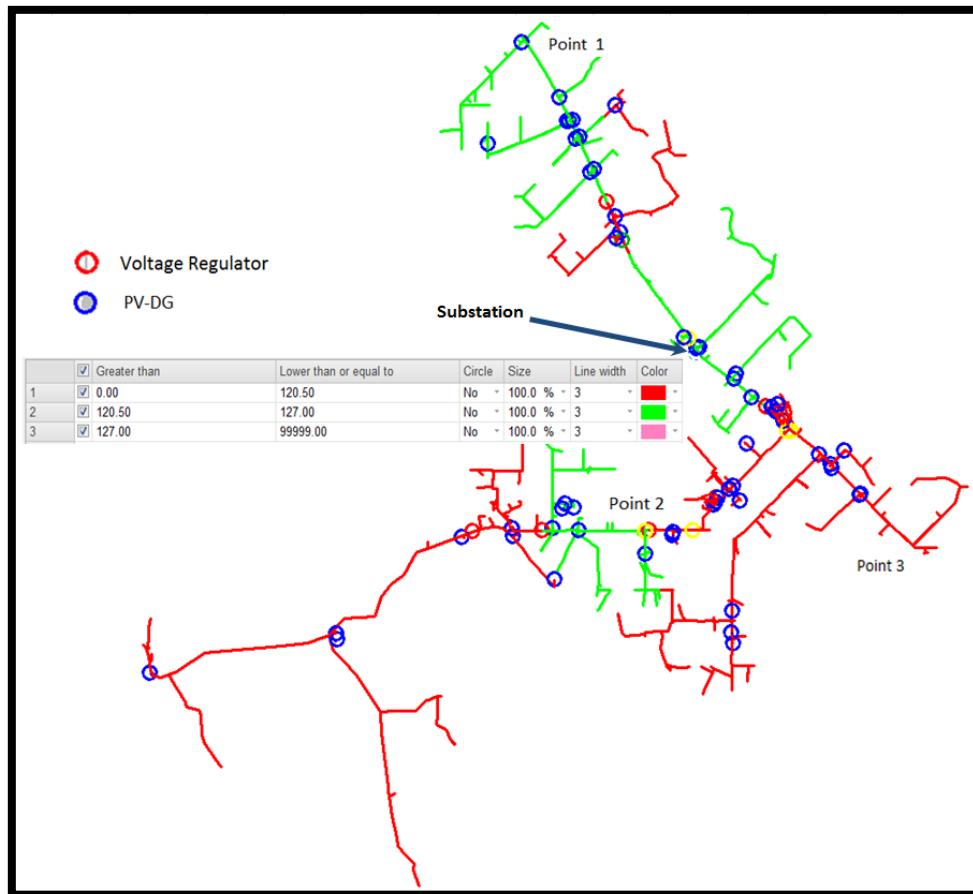 Point 1
Voltage Regulator
PV-DG
Substation
Greater than Lower than or equal to Circle Size Line width Color
1 0.00 120.50 No 100.0 % 3
2 120.50 127.00 No 100.0 % 3
3 127.00 99999.00 No 100.0 % 3
Point 2
Point 3